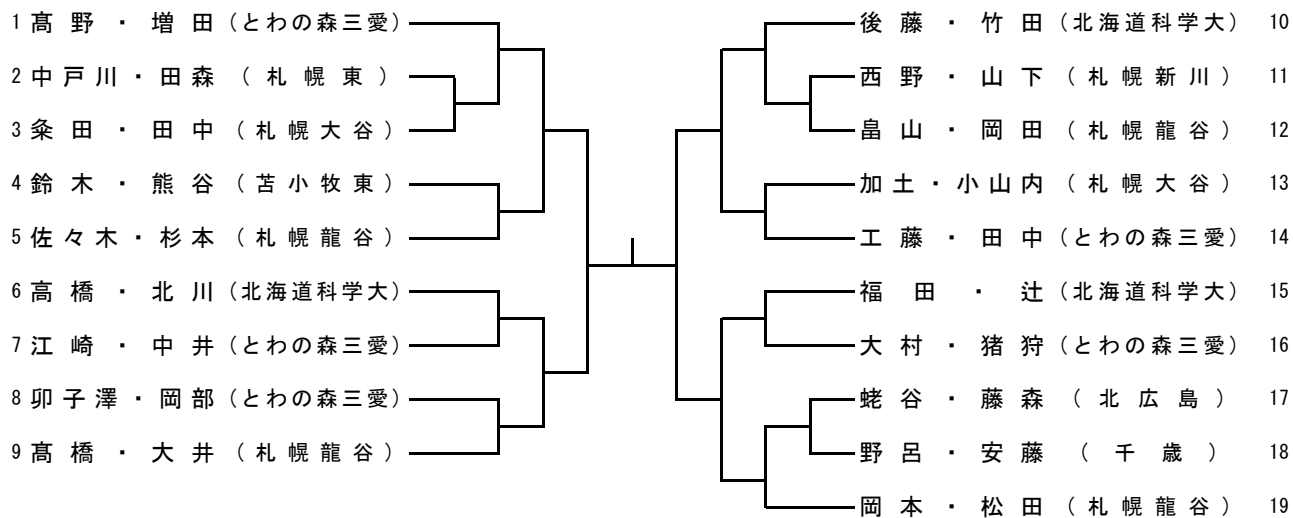 1 髙野・増田(とわの森三愛)
2 中戸川・田森(札幌東)
3 粂田・田中(札幌大谷)
4 鈴木・熊谷(苫小牧東)
5 佐々木・杉本(札幌龍谷)
6 高橋・北川(北海道科学大)
7 江崎・中井(とわの森三愛)
8 卯子澤・岡部(とわの森三愛)
9 髙橋・大井(札幌龍谷)
後藤・竹田(北海道科学大) 10
西野・山下(札幌新川) 11
畠山・岡田(札幌龍谷) 12
加土・小山内(札幌大谷) 13
工藤・田中(とわの森三愛) 14
福田・辻(北海道科学大) 15
大村・猪狩(とわの森三愛) 16
蛯谷・藤森(北広島) 17
野呂・安藤(千歳) 18
岡本・松田(札幌龍谷) 19